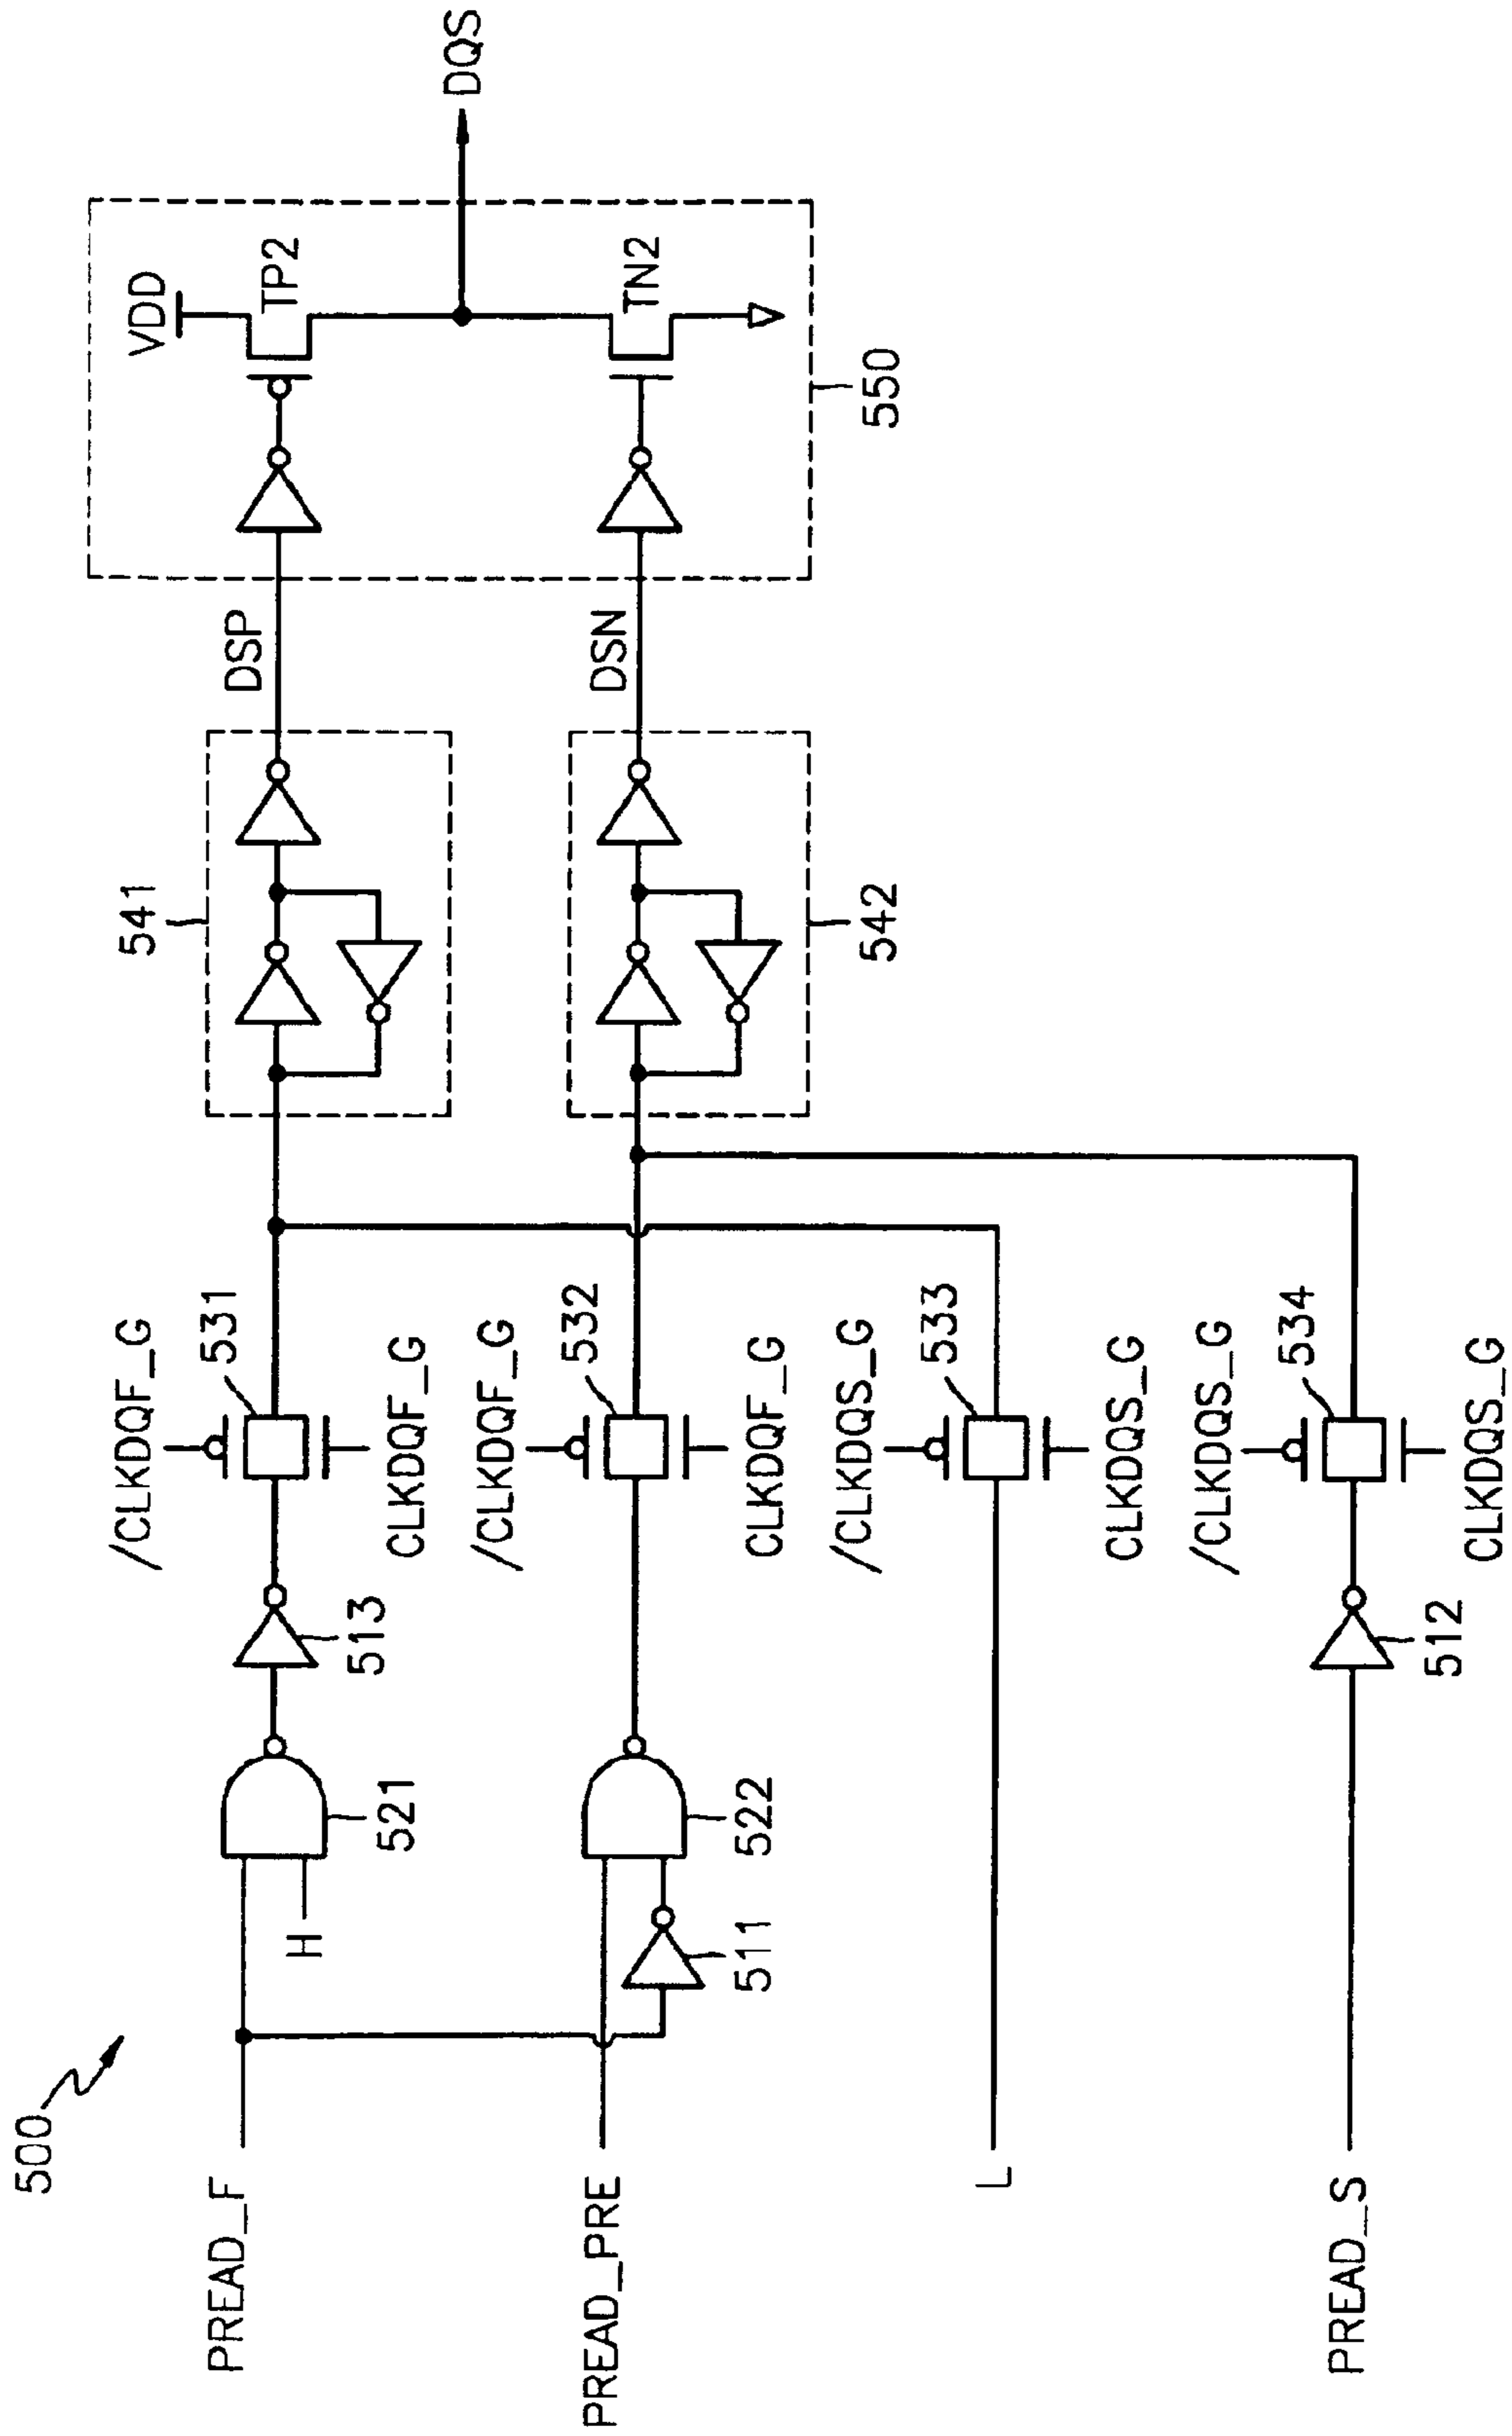 500
PREAD_F
H
521
513
/CLKDQF_G
531
CLKDQF_G
541
DSP
VDD
TP2
DQS
PREAD_PRE
511
522
/CLKDQF_G
532
CLKDQF_G
542
DSN
TN2
550
L
/CLKDQS_G
533
CLKDQS_G
PREAD_S
512
/CLKDQS_G
534
CLKDQS_G